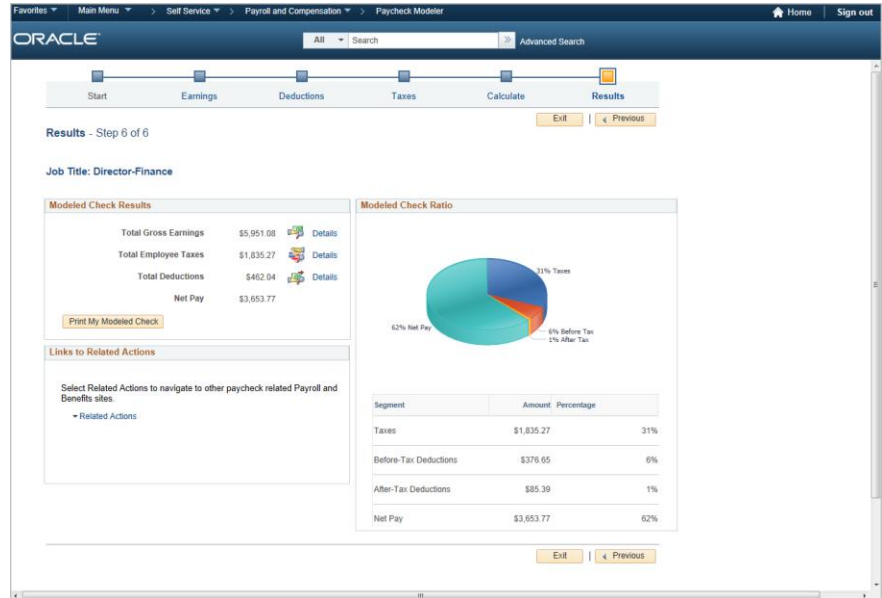 Favorites Main Menu > Self Service > Payroll and Compensation > Paycheck Modeler Home Sign out
ORACLE All Search Advanced Search
Start Earnings Deductions Taxes Calculate Results
Exit | Previous
Results - Step 6 of 6
Job Title: Director-Finance
Modeled Check Results
Total Gross Earnings $5,951.08 Details
Total Employee Taxes $1,835.27 Details
Total Deductions $462.04 Details
Net Pay $3,653.77
Print My Modeled Check
Links to Related Actions
Select Related Actions to navigate to other paycheck related Payroll and
Benefits sites.
Related Actions
Modeled Check Ratio
31% Taxes
62% Net Pay
6% Before Tax
1% After Tax
Segment Amount Percentage
Taxes $1,835.27 31%
Before-Tax Deductions $376.65 6%
After-Tax Deductions $85.39 1%
Net Pay $3,653.77 62%
Exit | Previous